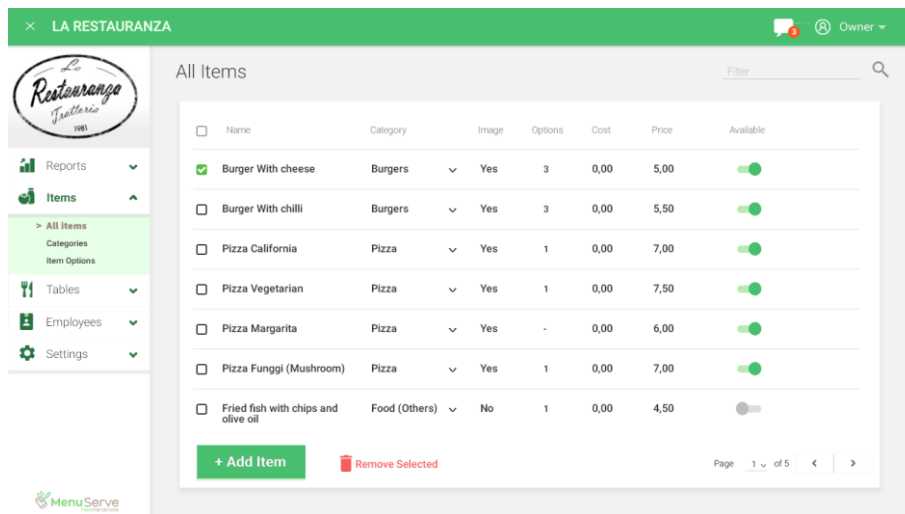 LA RESTAURANZA
3
Owner
La
Restauranza
Trattoria
1981
Reports
Items
> All items
Categories
Item Options
Tables
Employees
Settings
MenuServe
All Items
Filter
Name Category Image Options Cost Price Available
Burger With cheese Burgers Yes 3 0,00 5,00
Burger With chilli Burgers Yes 3 0,00 5,50
Pizza California Pizza Yes 1 0,00 7,00
Pizza Vegetarian Pizza Yes 1 0,00 7,50
Pizza Margarita Pizza Yes - 0,00 6,00
Pizza Funggi (Mushroom) Pizza Yes 1 0,00 7,00
Fried fish with chips and Food (Others) No 1 0,00 4,50
olive oil
+ Add Item Remove Selected Page 1 of 5 < >